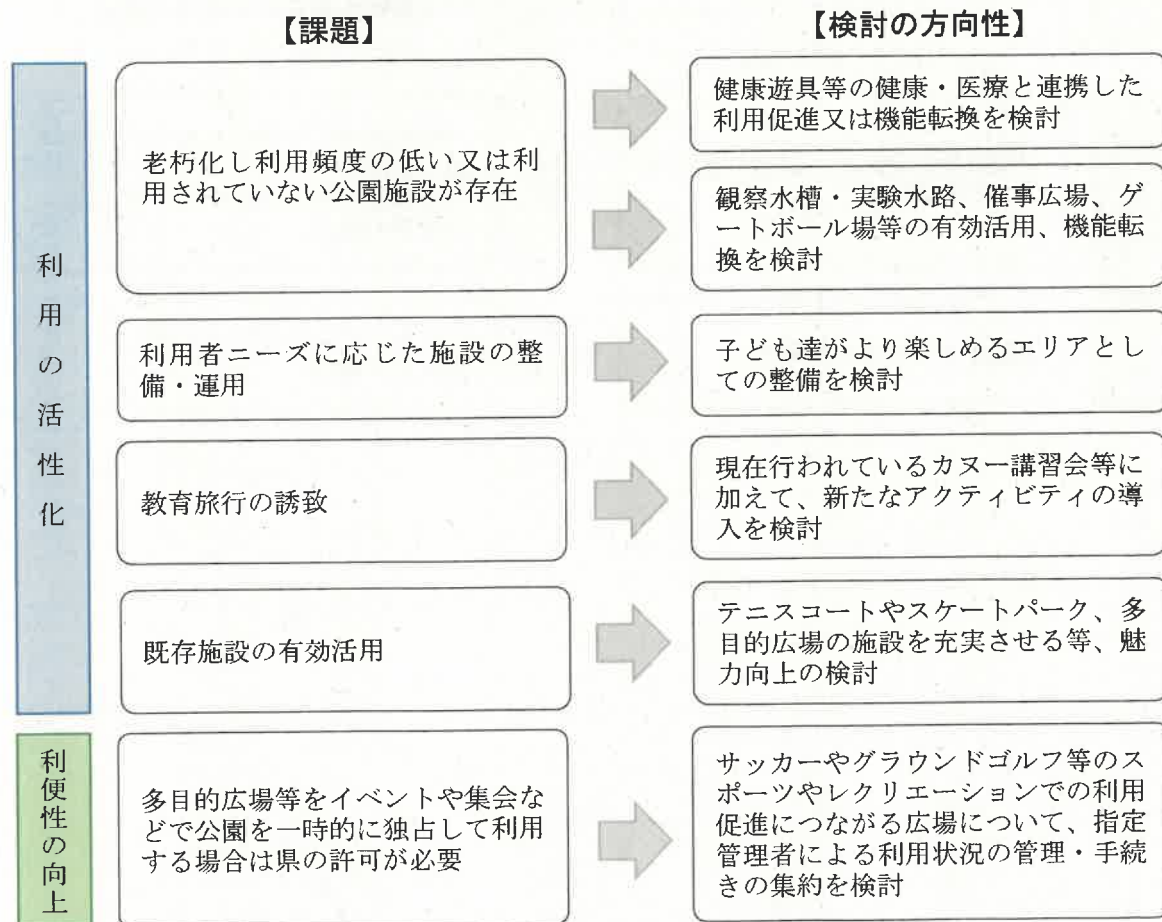 【課題】
【検討の方向性】
利用の活性化
老朽化し利用頻度の低い又は利
用されていない公園施設が存在
健康遊具等の健康・医療と連携した
利用促進又は機能転換を検討
観察水槽・実験水路、催事広場、ゲ
ートボール場等の有効活用、機能転
換を検討
利用者ニーズに応じた施設の整
備・運用
子ども達がより楽しめるエリアとし
ての整備を検討
教育旅行の誘致
現在行われているカヌー講習会等に
加えて、新たなアクティビティの導
入を検討
既存施設の有効活用
テニスコートやスケートパーク、多
目的広場の施設を充実させる等、魅
力向上の検討
利便性の向上
多目的広場等をイベントや集会な
どで公園を一時的に独占して利用
する場合は県の許可が必要
サッカーやグラウンドゴルフ等のス
ポーツやレクリエーションでの利用
促進につながる広場について、指定
管理者による利用状況の管理・手続
きの集約を検討